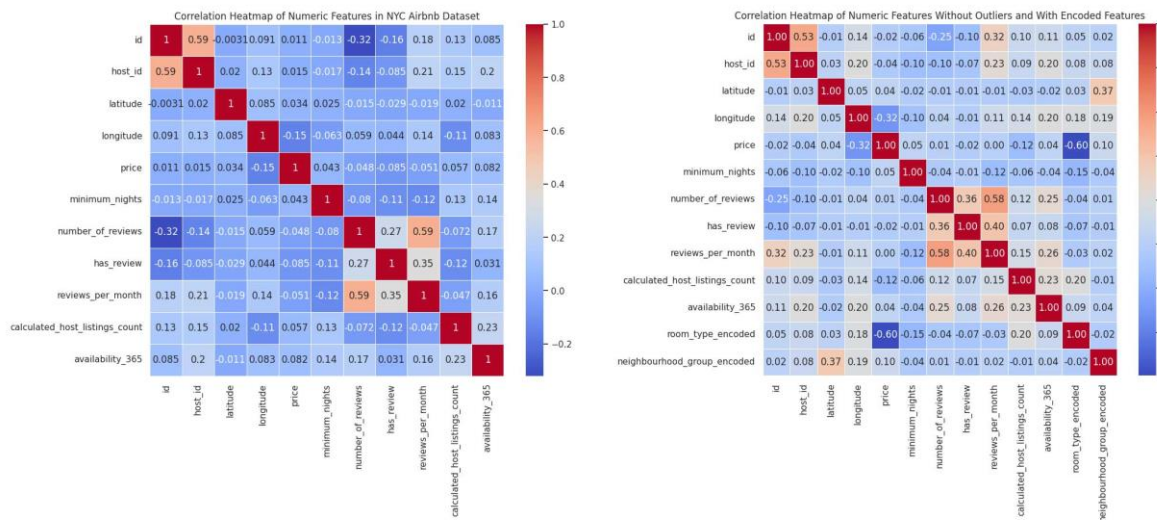 Correlation Heatmap of Numeric Features in NYC Airbnb Dataset
id 1 0.59 -0.0031 0.091 0.011 -0.013 -0.32 -0.16 0.18 0.13 0.085
host_id 0.59 1 0.02 0.13 0.015 -0.017 -0.14 -0.085 0.21 0.15 0.2
latitude -0.0031 0.02 1 0.085 0.034 0.025 -0.015 -0.029 -0.019 0.02 -0.011
longitude 0.091 0.13 0.085 1 -0.15 -0.063 0.059 0.044 0.14 -0.11 0.083
price 0.011 0.015 0.034 -0.15 1 0.043 -0.048 -0.085 -0.051 0.057 0.082
minimum_nights -0.013 -0.017 0.025 -0.063 0.043 1 -0.08 -0.11 -0.12 0.13 0.14
number_of_reviews -0.32 -0.14 -0.015 0.059 -0.048 -0.08 1 0.27 0.59 -0.072 0.17
has_review -0.16 -0.085 -0.029 0.044 -0.085 -0.11 0.27 1 0.35 -0.12 0.031
reviews_per_month 0.18 0.21 -0.019 0.14 -0.051 -0.12 0.59 0.35 1 -0.047 0.16
calculated_host_listings_count 0.13 0.15 0.02 -0.11 0.057 0.13 -0.072 -0.12 -0.047 1 0.23
availability_365 0.085 0.2 -0.011 0.083 0.082 0.14 0.17 0.031 0.16 0.23 1
id
host_id
latitude
longitude
price
minimum_nights
number_of_reviews
has_review
reviews_per_month
calculated_host_listings_count
availability_365
1.0
0.8
0.6
0.4
0.2
0.0
-0.2
Correlation Heatmap of Numeric Features Without Outliers and With Encoded Features
id 1.00 0.53 -0.01 0.14 -0.02 -0.06 -0.25 -0.10 0.32 0.10 0.11 0.05 0.02
host_id 0.53 1.00 0.03 0.20 -0.04 -0.10 -0.10 -0.07 0.23 0.09 0.20 0.08 0.08
latitude -0.01 0.03 1.00 0.05 0.04 -0.02 -0.01 -0.01 -0.01 -0.03 -0.02 0.03 0.37
longitude 0.14 0.20 0.05 1.00 -0.32 -0.10 0.04 -0.01 0.11 0.14 0.20 0.18 0.19
price -0.02 -0.04 0.04 -0.32 1.00 0.05 0.01 -0.02 0.00 -0.12 -0.04 -0.60 0.10
minimum_nights -0.06 -0.10 -0.02 -0.10 0.05 1.00 -0.04 -0.01 -0.12 -0.06 -0.04 -0.15 -0.04
number_of_reviews -0.25 -0.10 -0.01 0.04 0.01 -0.04 1.00 0.36 0.58 0.12 0.25 -0.04 0.01
has_review -0.10 -0.07 -0.01 -0.01 -0.02 -0.01 0.36 1.00 0.40 0.07 0.08 -0.07 -0.01
reviews_per_month 0.32 0.23 -0.01 0.11 0.00 -0.12 0.58 0.40 1.00 0.15 0.26 -0.03 0.02
calculated_host_listings_count 0.10 0.09 -0.03 0.14 -0.12 -0.06 0.12 0.07 0.15 1.00 0.23 0.20 -0.01
availability_365 0.11 0.20 -0.02 0.20 -0.04 -0.04 0.25 0.08 0.26 0.23 1.00 0.09 0.04
room_type_encoded 0.05 0.08 0.03 0.18 -0.60 -0.15 -0.04 -0.07 -0.03 0.20 0.09 1.00 -0.02
neighbourhood_group_encoded 0.02 0.08 0.37 0.19 0.10 -0.04 0.01 -0.01 0.02 -0.01 0.04 -0.02 1.00
id
host_id
latitude
longitude
price
minimum_nights
number_of_reviews
has_review
reviews_per_month
calculated_host_listings_count
availability_365
room_type_encoded
neighbourhood_group_encoded